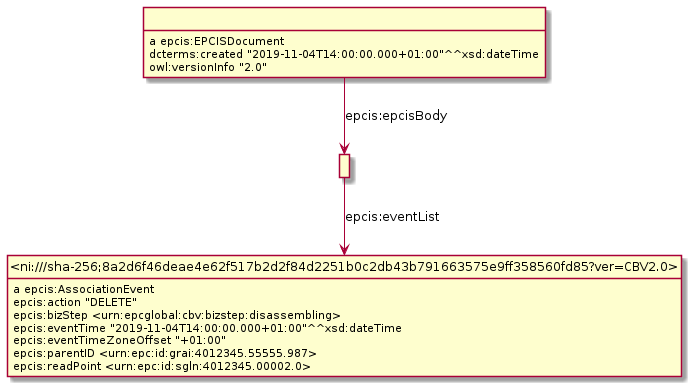 a epcis:EPCISDocument
dcterms:created "2019-11-04T14:00:00.000+01:00"^^xsd:dateTime
owl:versionInfo "2.0"
epcis:epcisBody
epcis:eventList
<ni:///sha-256;8a2d6f46deae4e62f517b2d2f84d2251b0c2db43b791663575e9ff358560fd85?ver=CBV2.0>
a epcis:AssociationEvent
epcis:action "DELETE"
epcis:bizStep <urn:epcglobal:cbv:bizstep:disassembling>
epcis:eventTime "2019-11-04T14:00:00.000+01:00"^^xsd:dateTime
epcis:eventTimeZoneOffset "+01:00"
epcis:parentID <urn:epc:id:grai:4012345.55555.987>
epcis:readPoint <urn:epc:id:sgln:4012345.00002.0>